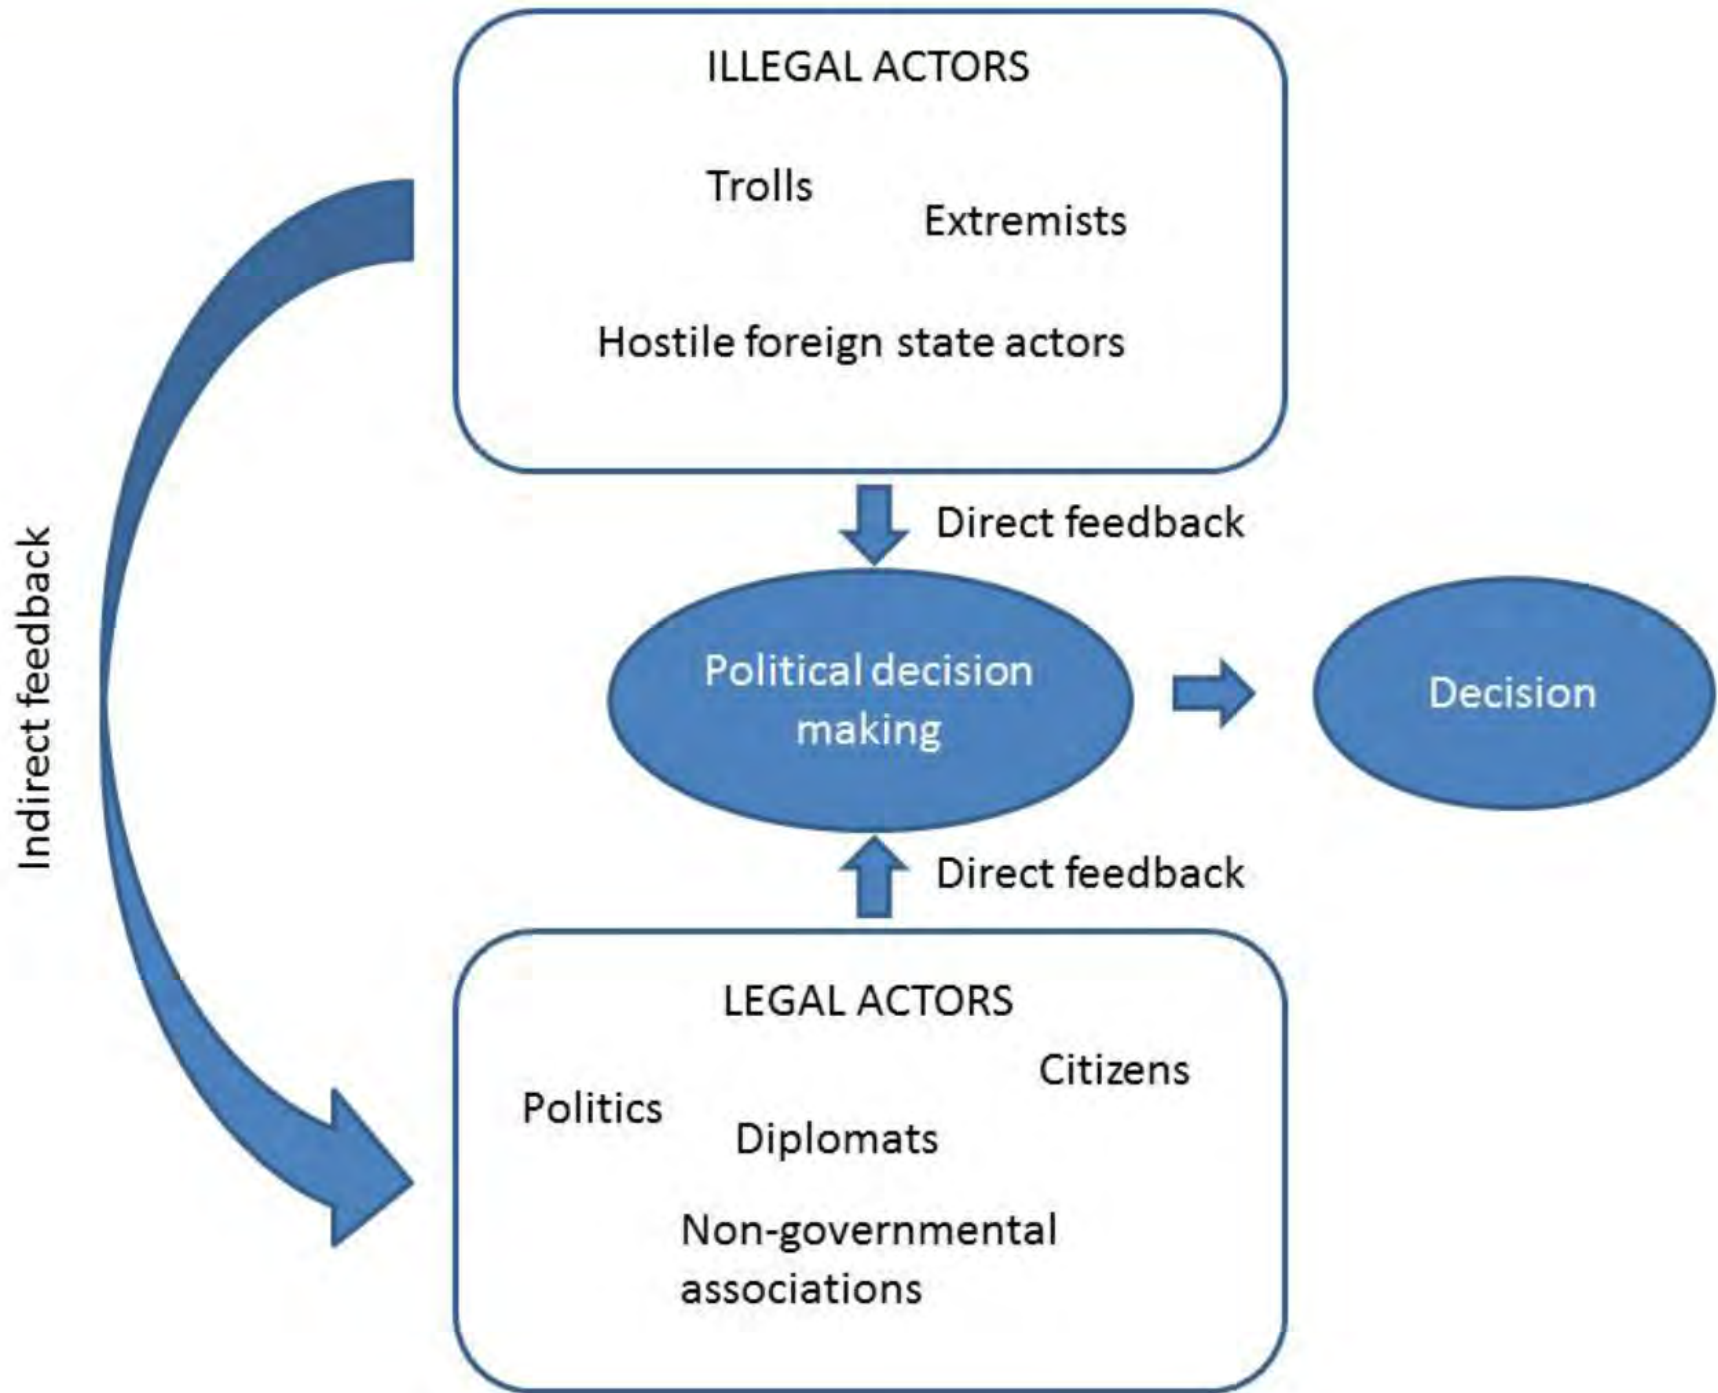 ILLEGAL ACTORS
Trolls
Extremists
Hostile foreign state actors
Direct feedback
Indirect feedback
Political decision
making
Decision
Direct feedback
LEGAL ACTORS
Citizens
Politics
Diplomats
Non-governmental
associations